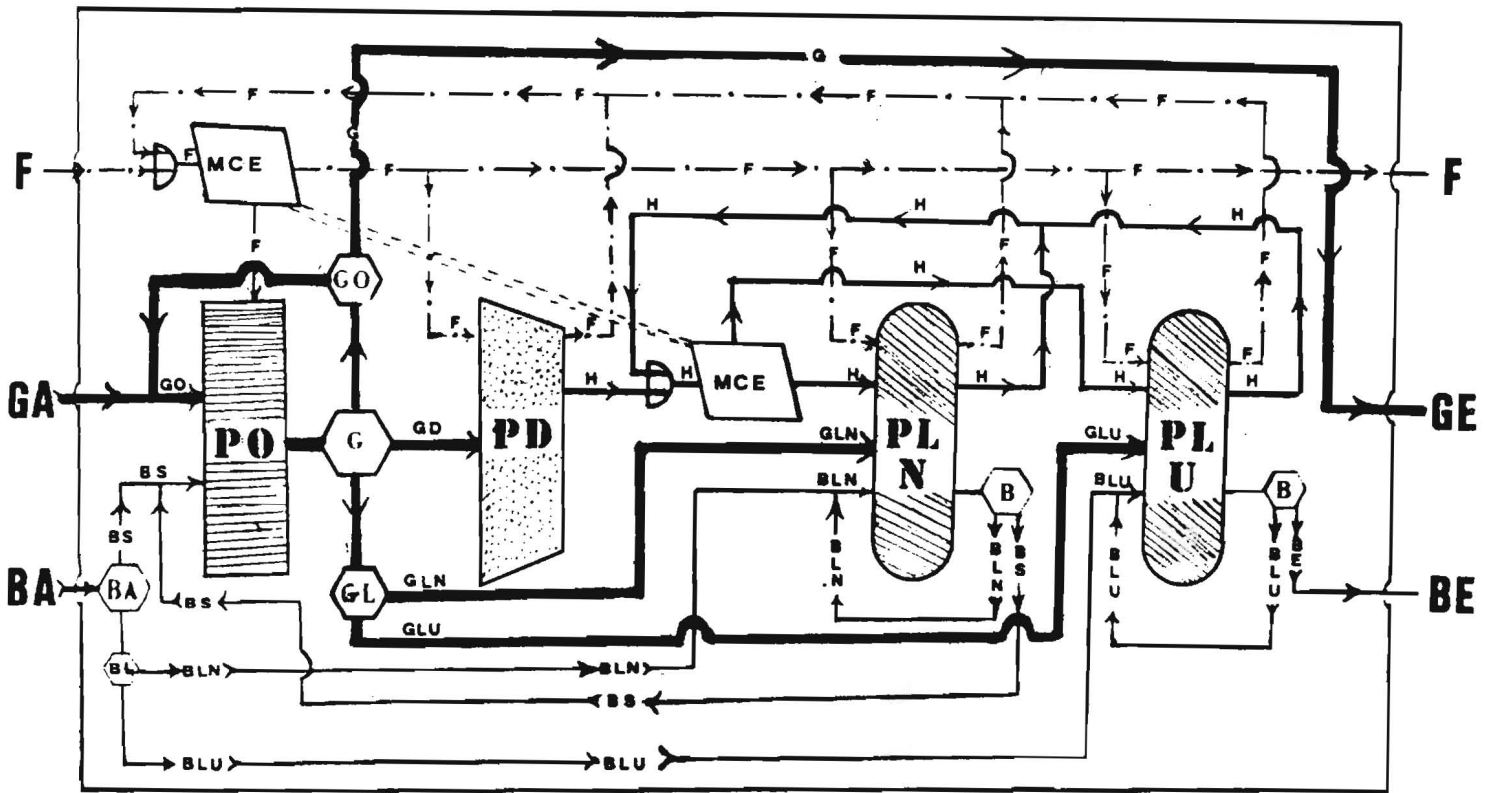 G
F F F F
G
F F MCE F F F F F
H H H
F F F
GO H H
F F F F F
GA GO H H MCE H H H H
PO G GD PD GLN PL N GLU PL U GE
BS BLN B BLU B
BS BLN BLN BS BLU BLU BE
BA BA GL GLN BE
BS
GLU
BL BLN BLN
BS
BLU BLU